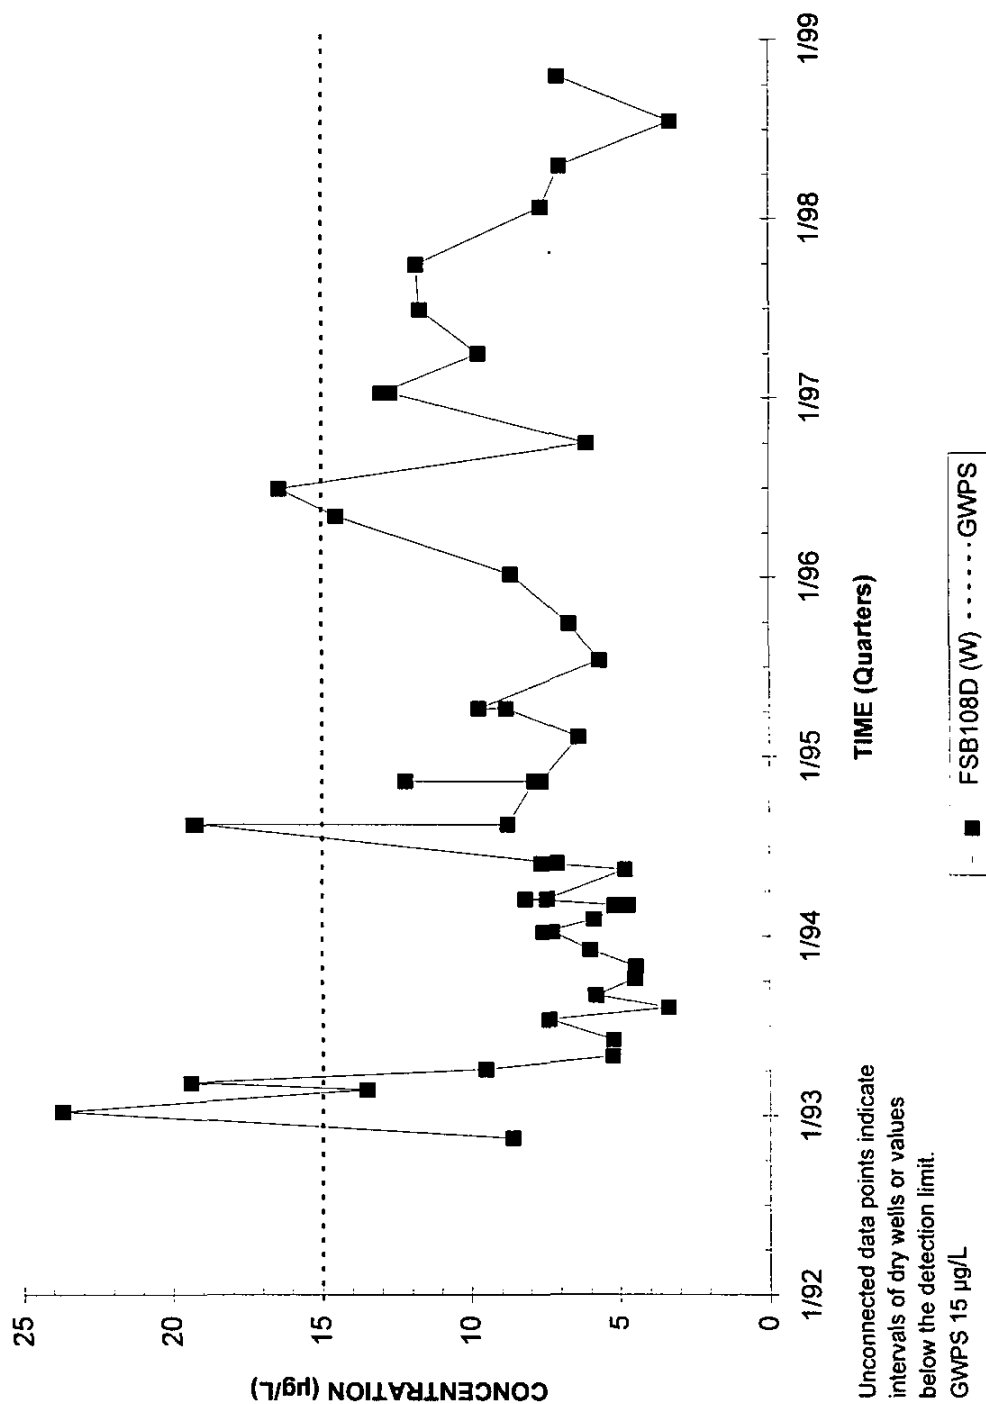 CONCENTRATION (µg/L)
25
20
15
10
5
0
1/92
1/93
1/94
1/95
1/96
1/97
1/98
1/99
TIME (Quarters)
Unconnected data points indicate
intervals of dry wells or values
below the detection limit.
GWPS 15 µg/L
FSB108D (W) ------GWPS